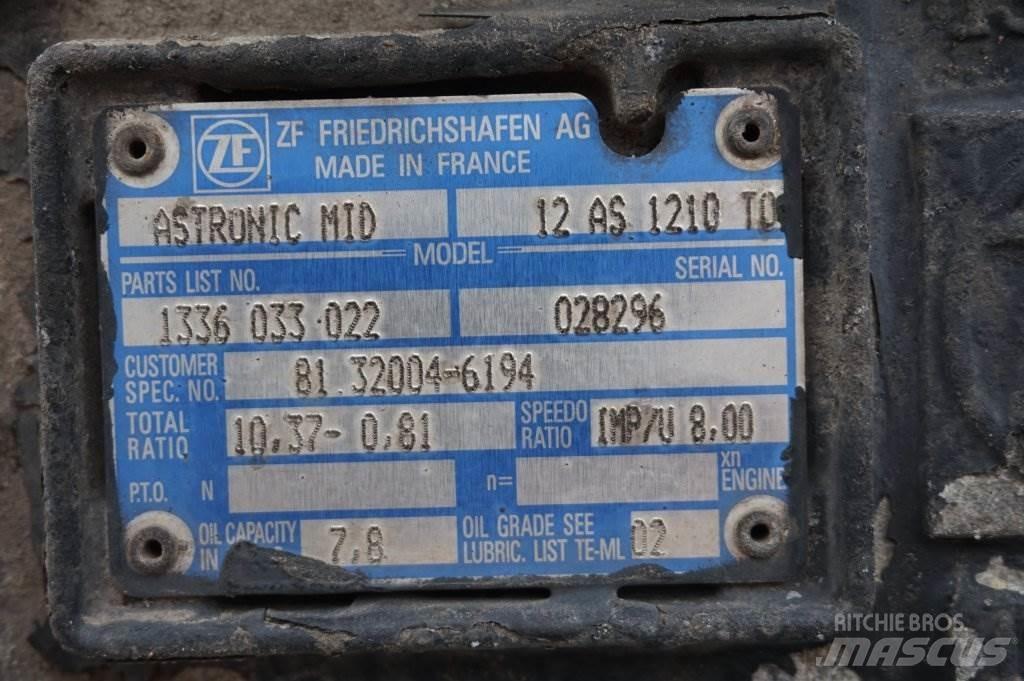 ZF
ZF FRIEDRICHSHAFEN AG
MADE IN FRANCE
ASTRONIC MID 12 AS 1210 TO
MODEL
PARTS LIST NO. SERIAL NO.
1336 033 022 028296
CUSTOMER SPEC. NO. 81.32004-6194
TOTAL RATIO 10,37- 0,81 SPEEDO RATIO IMP/U 8,00
P.T.O. N n= xn ENGINE
OIL CAPACITY IN 7,8 OIL GRADE SEE LUBRIC. LIST TE-ML 02
RITCHIE BROS.
MASCUS